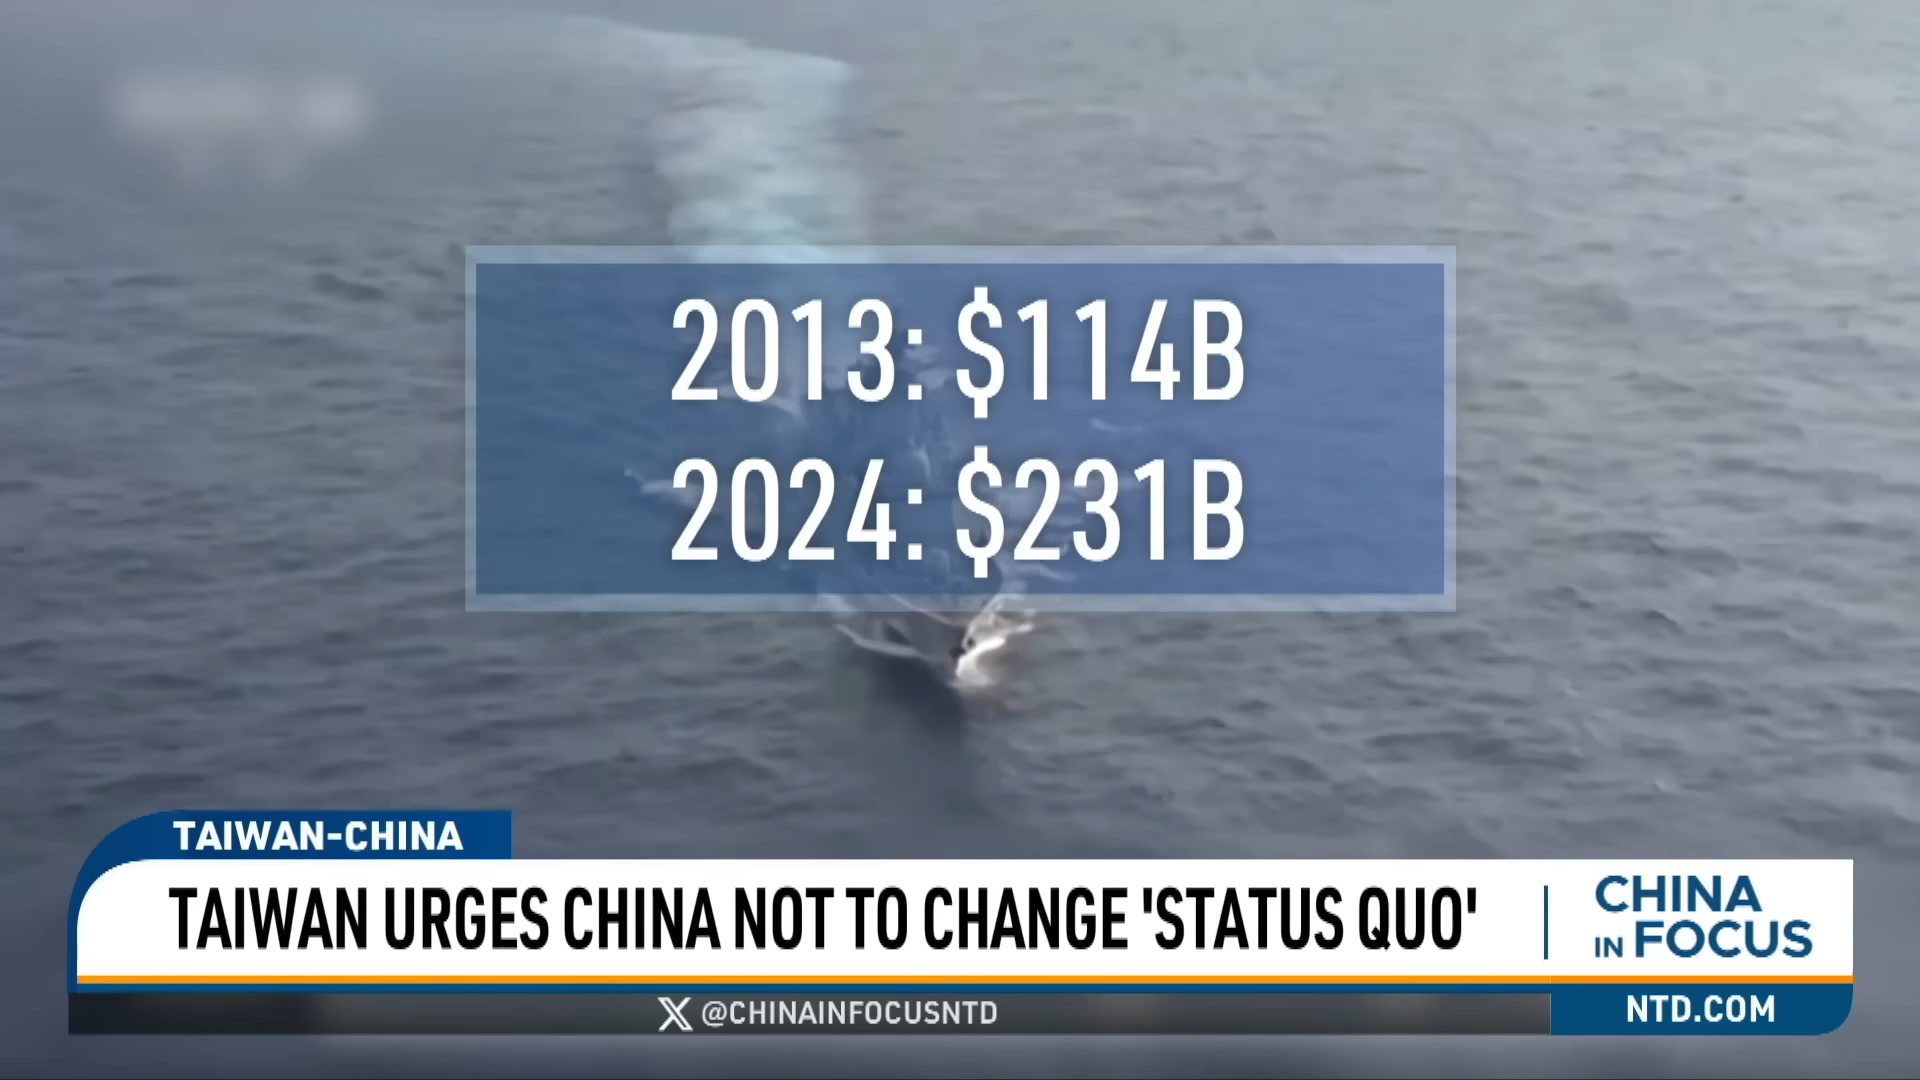 2013: $114B
2024: $231B
TAIWAN-CHINA
TAIWAN URGES CHINA NOT TO CHANGE 'STATUS QUO'
CHINA
IN FOCUS
X @CHINAINFOCUSNTD
NTD.COM